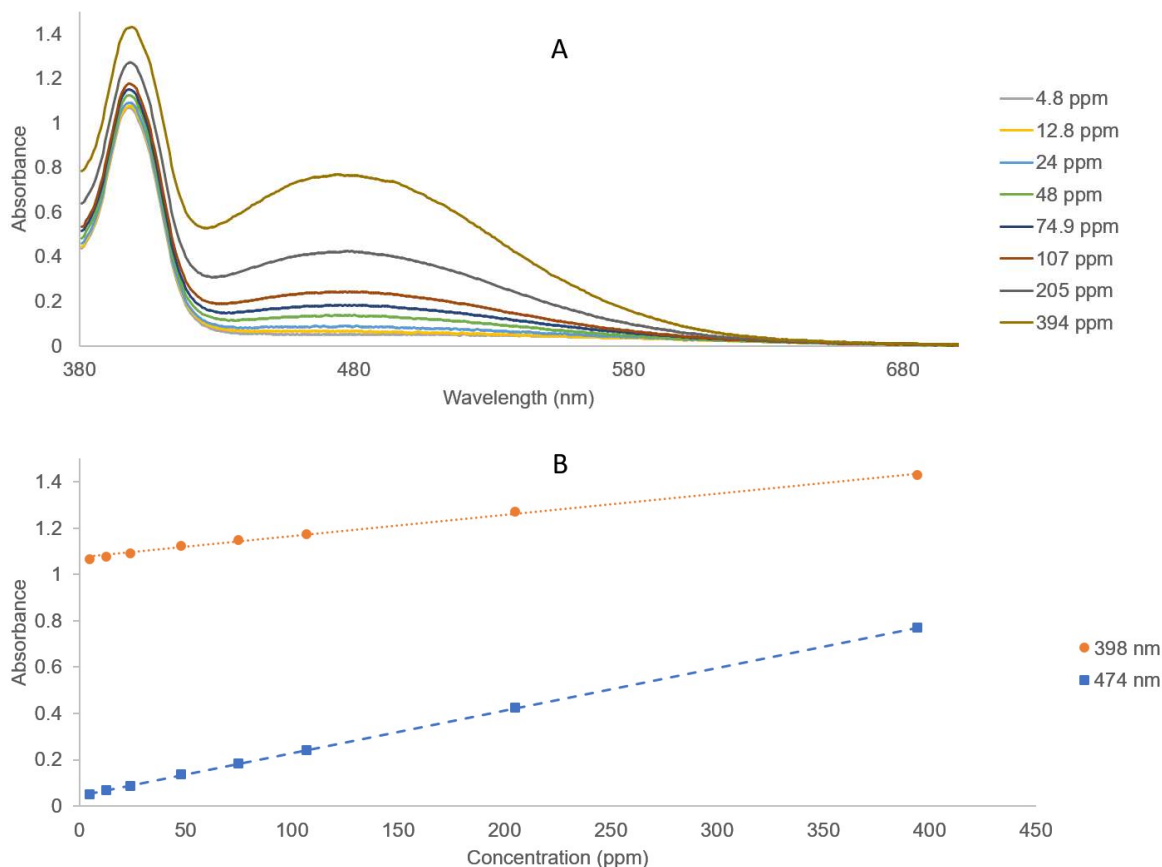 A
1.4
1.2
1
0.8
0.6
0.4
0.2
0
Absorbance
380
480
580
680
Wavelength (nm)
4.8 ppm
12.8 ppm
24 ppm
48 ppm
74.9 ppm
107 ppm
205 ppm
394 ppm
B
1.4
1.2
1
0.8
0.6
0.4
0.2
0
Absorbance
0
50
100
150
200
250
300
350
400
450
Concentration (ppm)
398 nm
474 nm